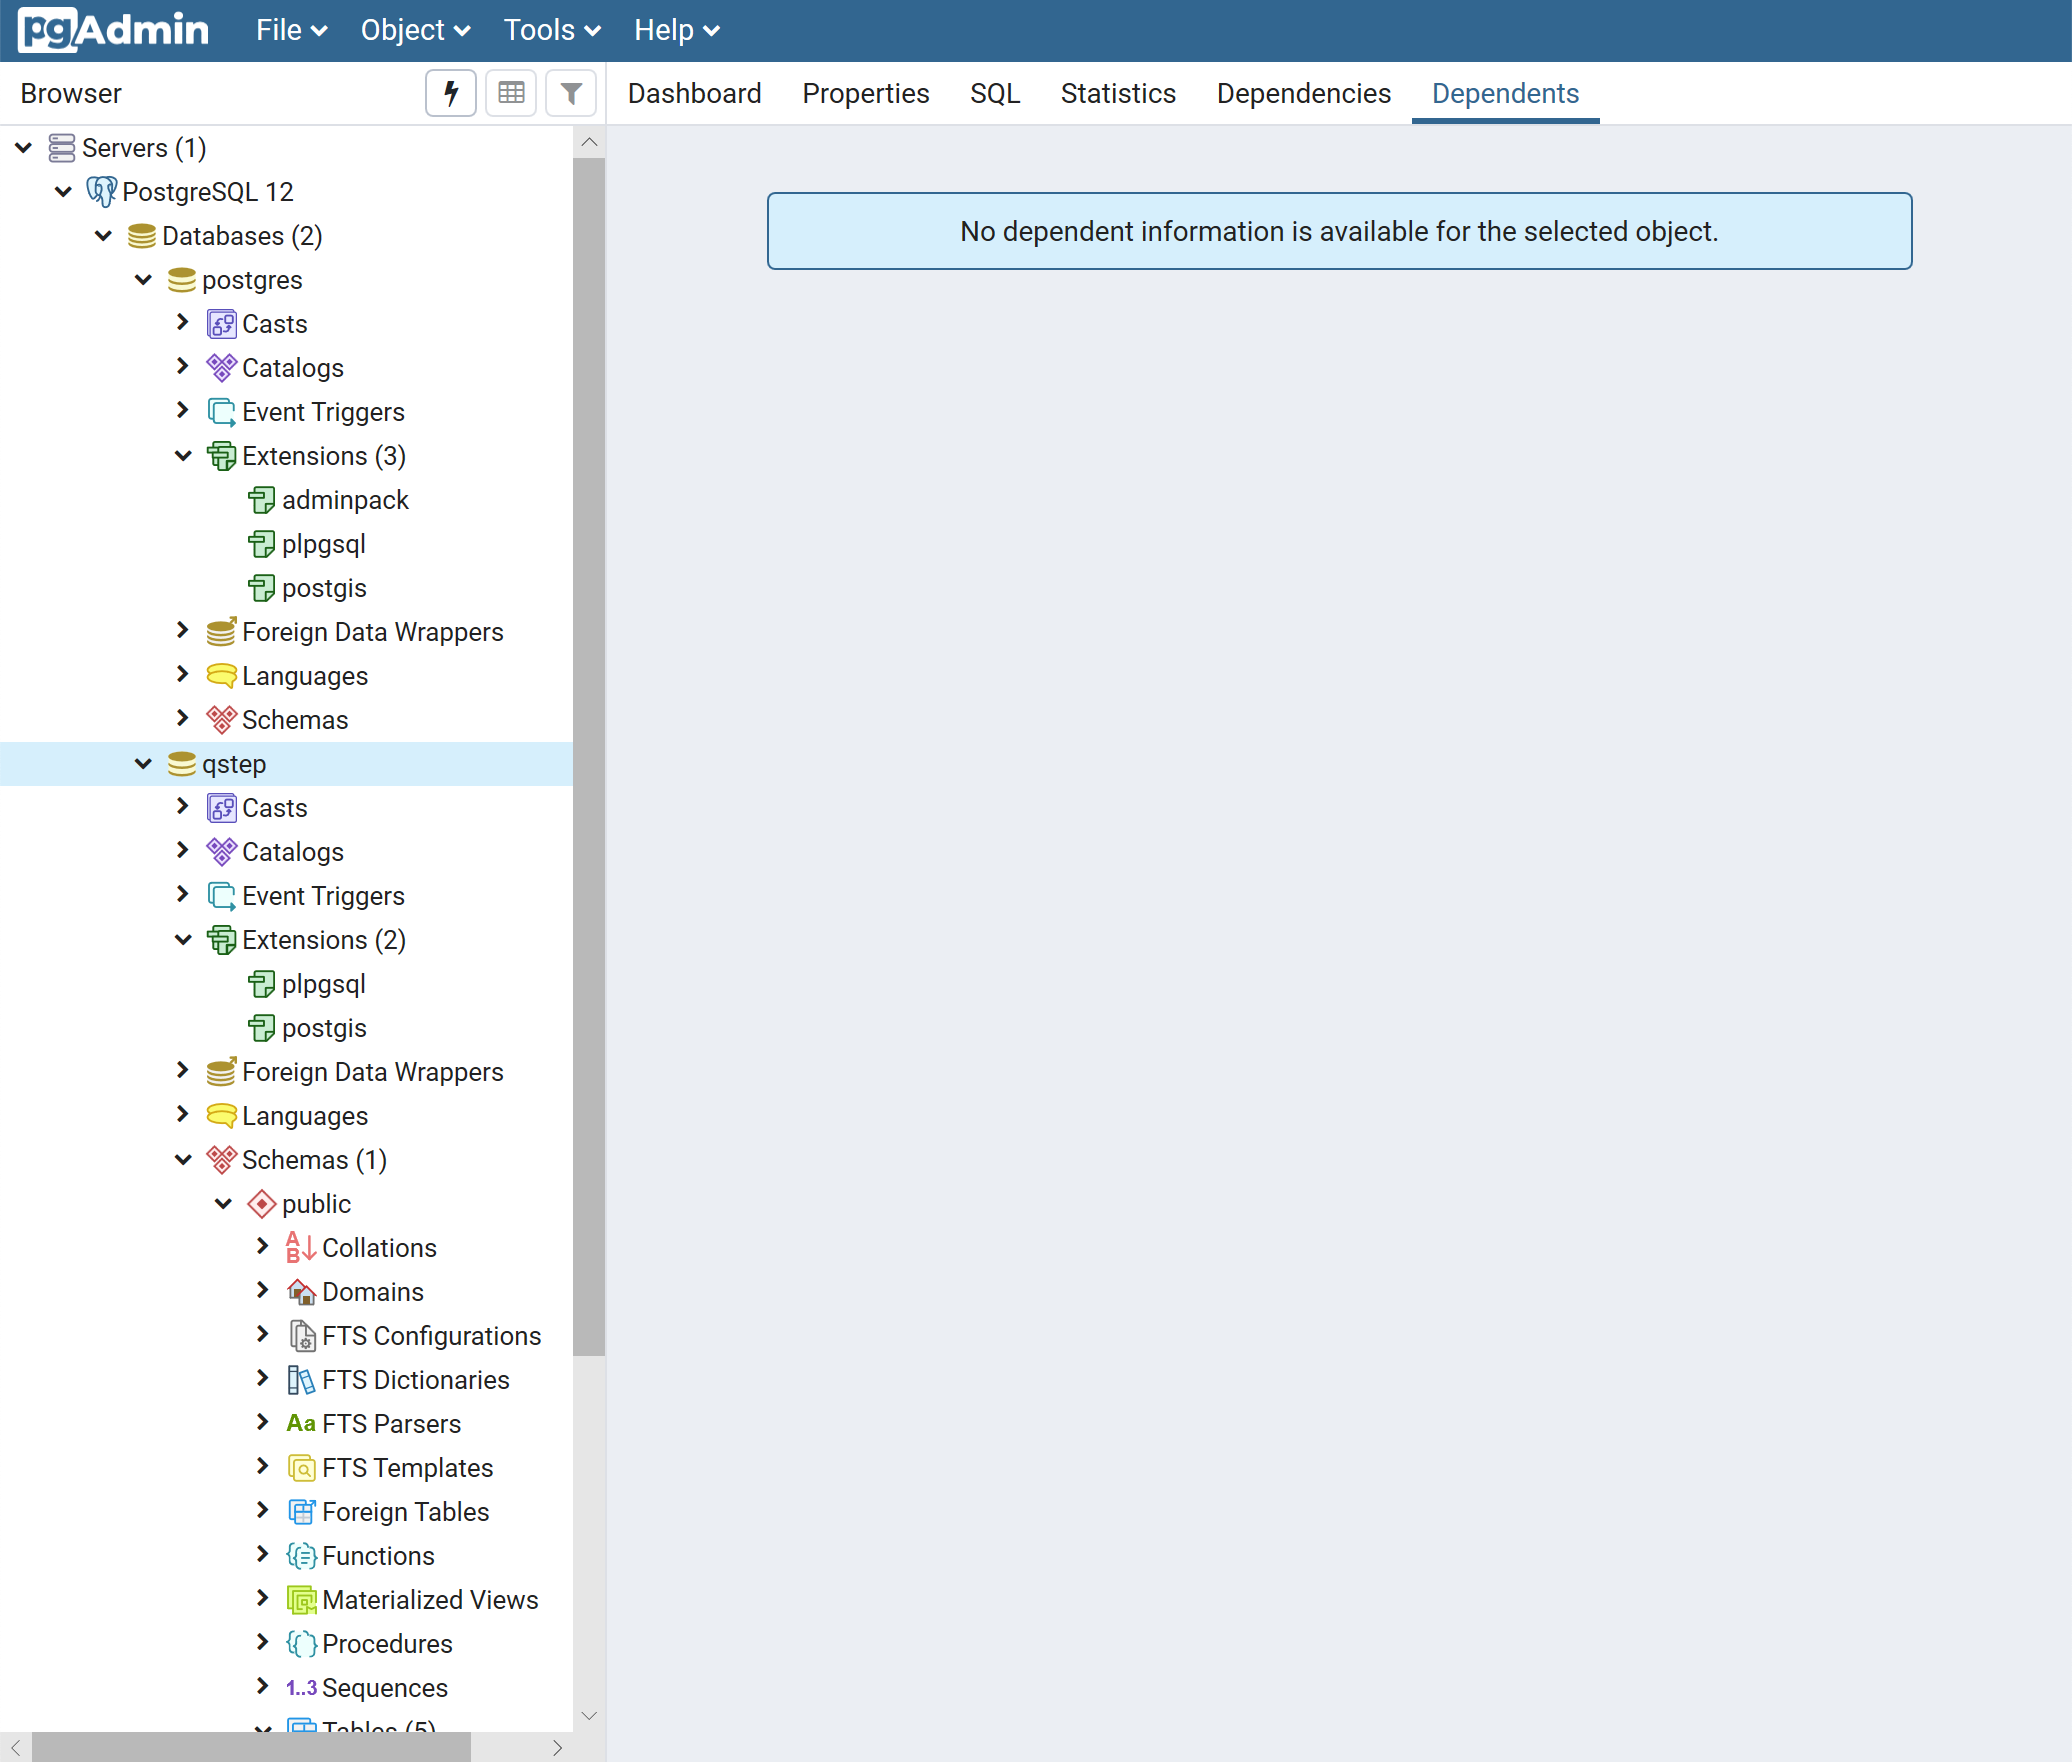 pgAdmin File Object Tools Help
Browser Dashboard Properties SQL Statistics Dependencies Dependents
Servers (1)
PostgreSQL 12
No dependent information is available for the selected object.
Databases (2)
postgres
Casts
Catalogs
Event Triggers
Extensions (3)
adminpack
plpgsql
postgis
Foreign Data Wrappers
Languages
Schemas
qstep
Casts
Catalogs
Event Triggers
Extensions (2)
plpgsql
postgis
Foreign Data Wrappers
Languages
Schemas (1)
public
A
B Collations
Domains
FTS Configurations
FTS Dictionaries
Aa FTS Parsers
FTS Templates
Foreign Tables
Functions
Materialized Views
Procedures
1..3 Sequences
Tables (5)